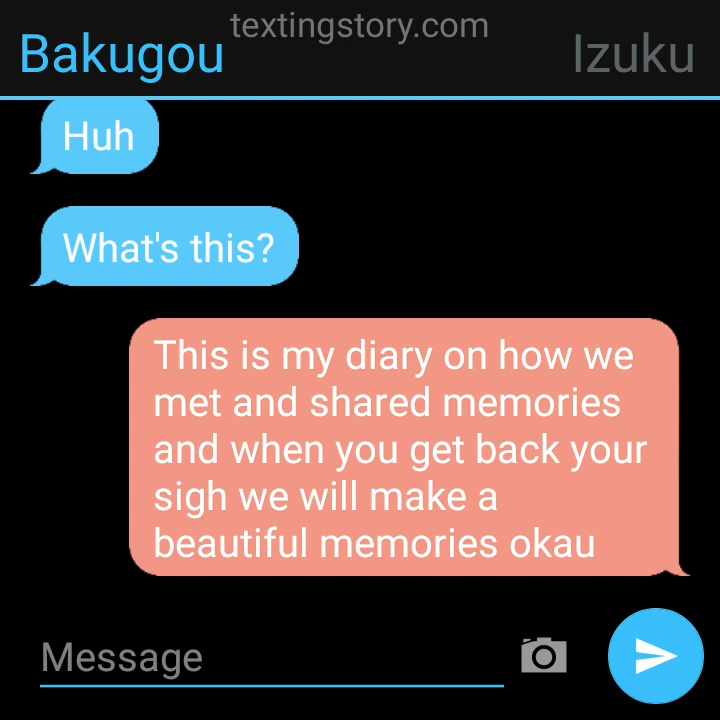 textingstory.com
Bakugou
Izuku
Huh
What's this?
This is my diary on how we
met and shared memories
and when you get back your
sigh we will make a
beautiful memories okau
Message